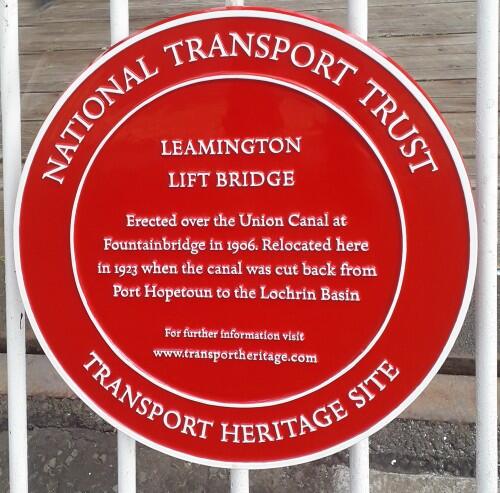 NATIONAL TRANSPORT TRUST
LEAMINGTON
LIFT BRIDGE
Erected over the Union Canal at
Fountainbridge in 1906. Relocated here
in 1923 when the canal was cut back from
Port Hopetoun to the Lochrin Basin
For further information visit
www.transportheritage.com
TRANSPORT HERITAGE SITE